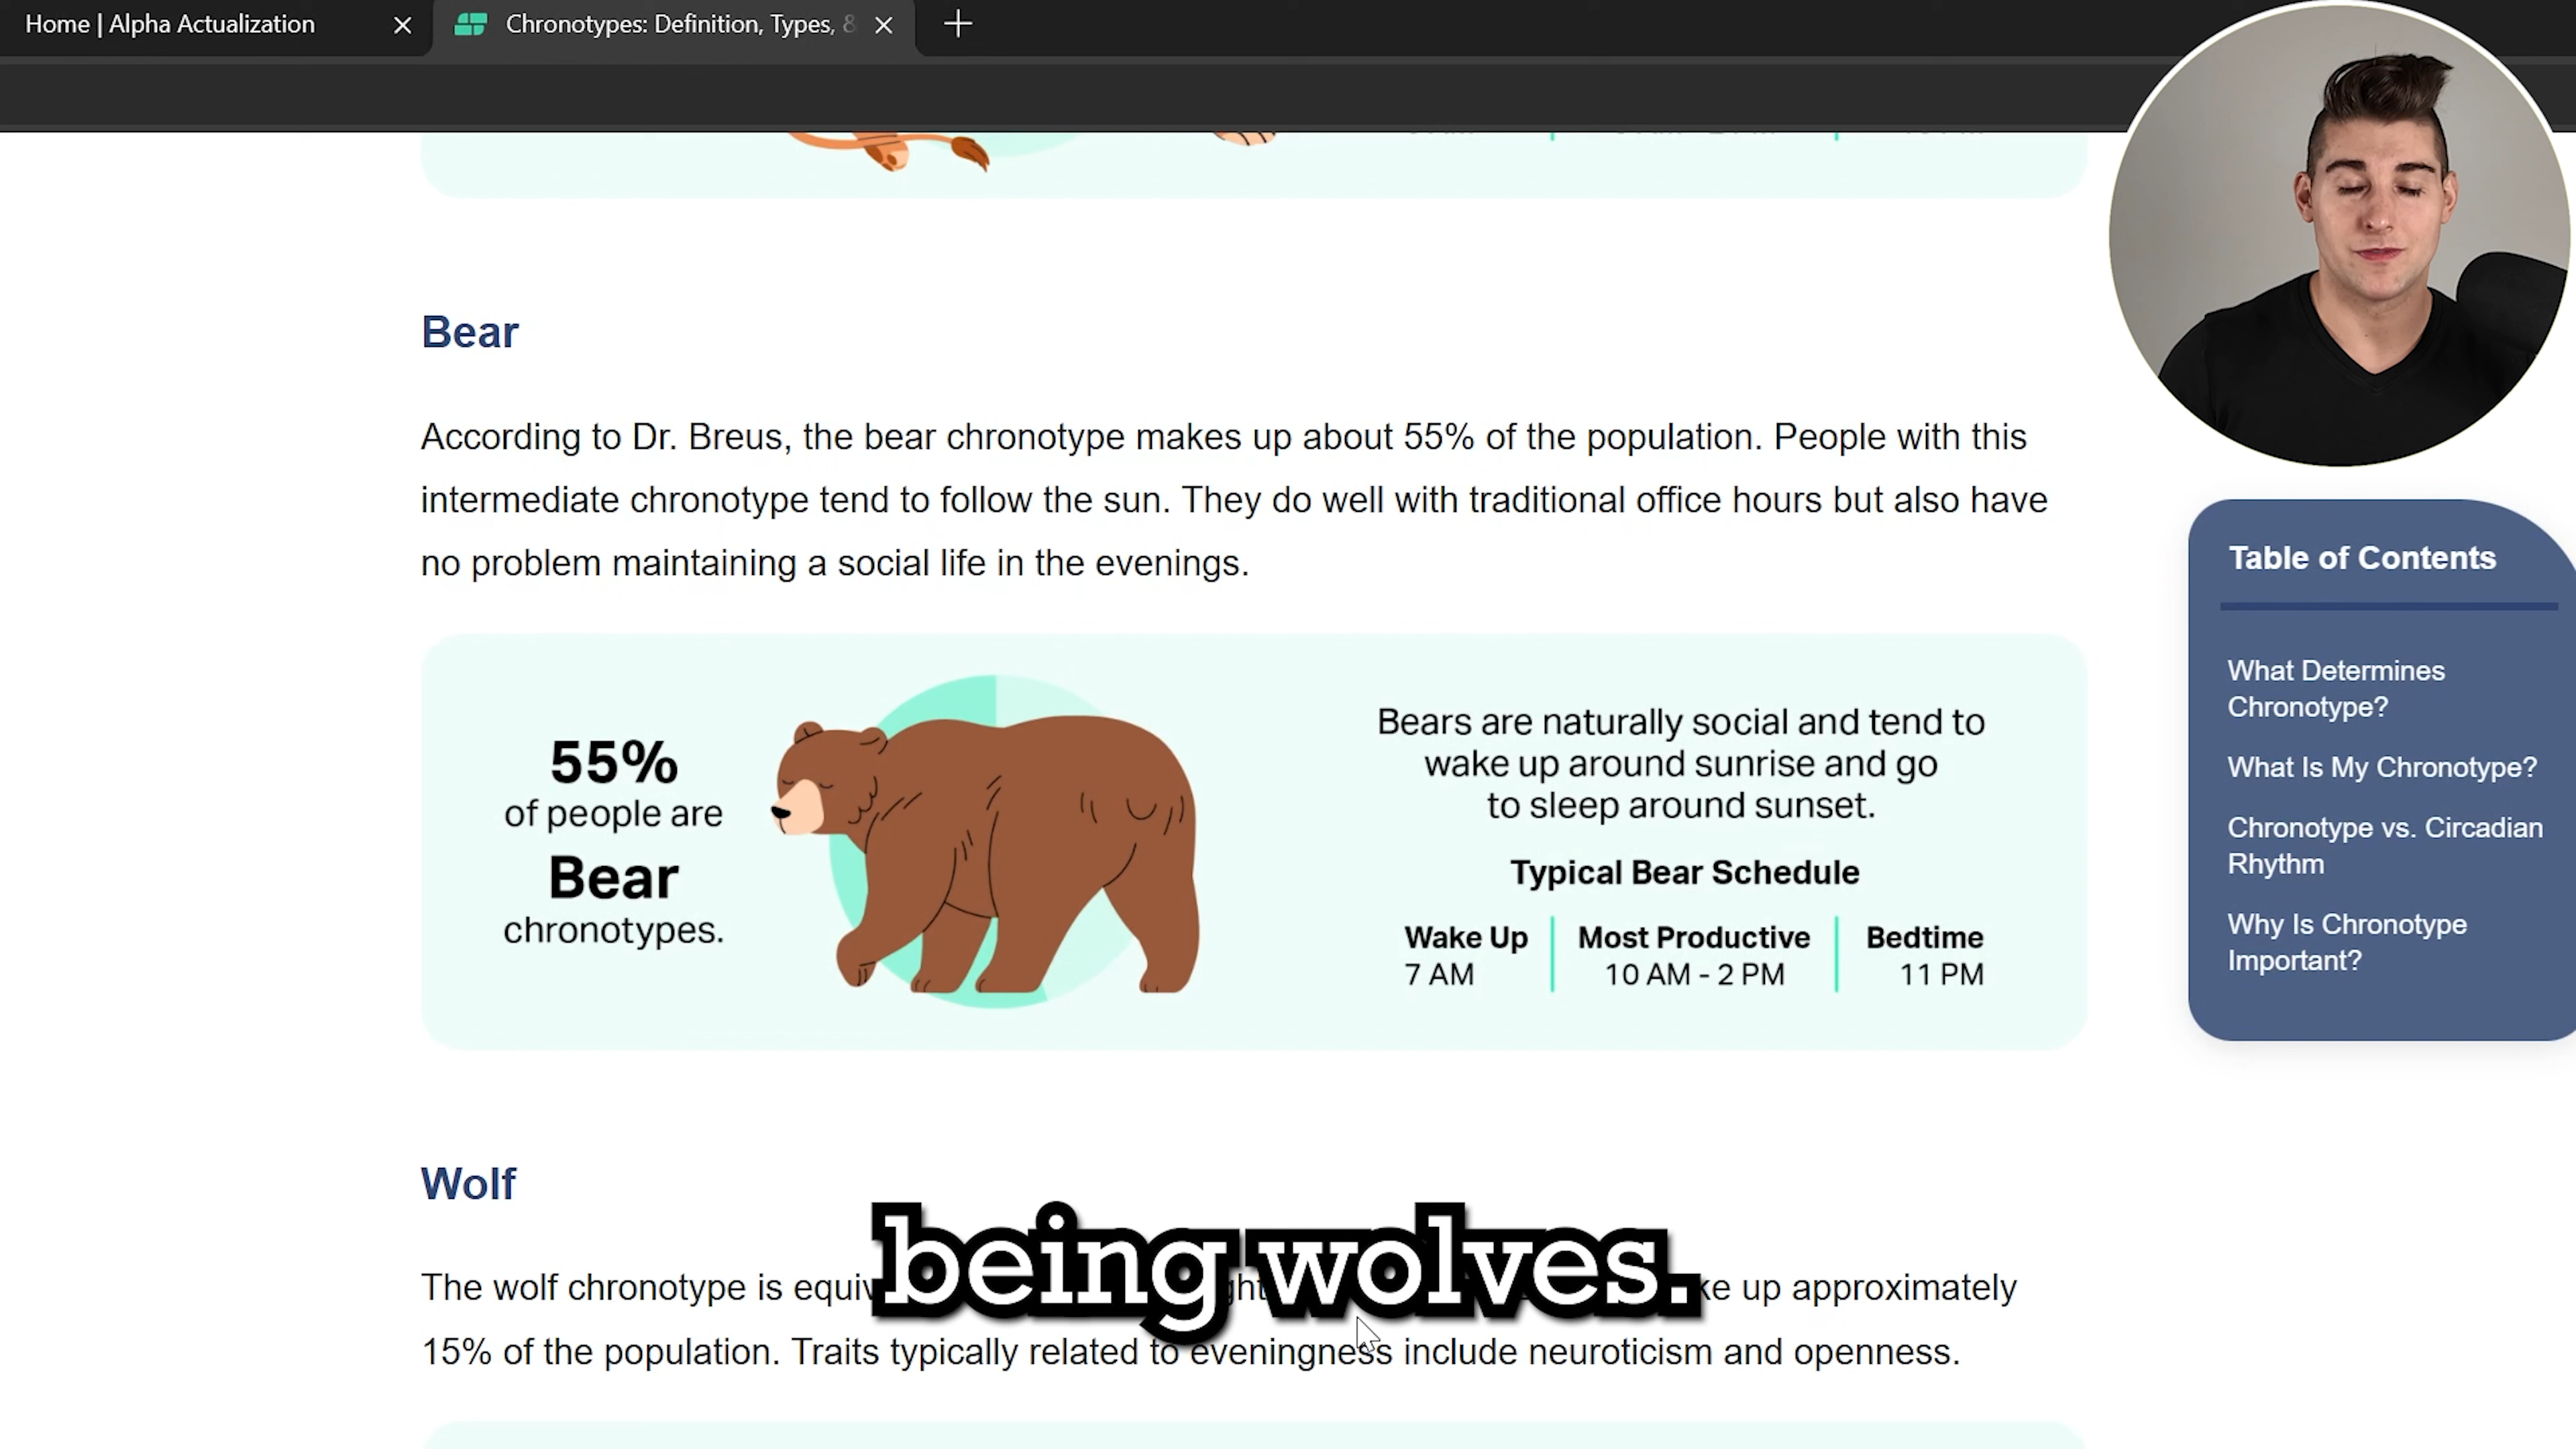 Home | Alpha Actualization
Chronotypes: Definition, Types, &
Bear
According to Dr. Breus, the bear chronotype makes up about 55% of the population. People with this
intermediate chronotype tend to follow the sun. They do well with traditional office hours but also have
no problem maintaining a social life in the evenings.
55%
of people are
Bear
chronotypes.
Bears are naturally social and tend to
wake up around sunrise and go
to sleep around sunset.
Typical Bear Schedule
Wake Up Most Productive Bedtime
7 AM 10 AM - 2 PM 11 PM
Table of Contents
What Determines
Chronotype?
What Is My Chronotype?
Chronotype vs. Circadian
Rhythm
Why Is Chronotype
Important?
Wolf
The wolf chronotype is up approximately
being wolves.
15% of the population. Traits typically related to eveningness include neuroticism and openness.